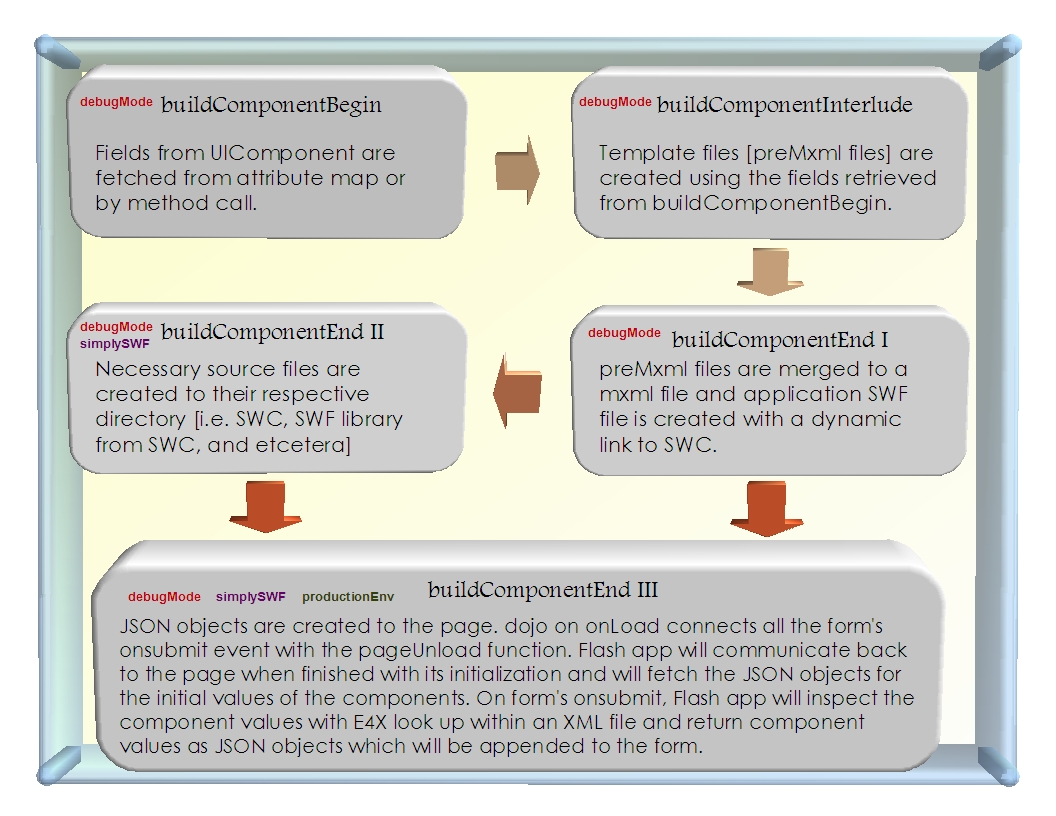 debugMode buildComponentBegin
Fields from UIComponent are
fetched from attribute map or
by method call.
debugMode buildComponentInterlude
Template files [preMxml files] are
created using the fields retrieved
from buildComponentBegin.
debugMode
simplySWF
buildComponentEnd II
Necessary source files are
created to their respective
directory [i.e. SWC, SWF library
from SWC, and etcetera]
debugMode buildComponentEnd I
preMxml files are merged to a
mxml file and application SWF
file is created with a dynamic
link to SWC.
debugMode simplySWF productionEnv buildComponentEnd III
JSON objects are created to the page. dojo on onLoad connects all the form's
onsubmit event with the pageUnload function. Flash app will communicate back
to the page when finished with its initialization and will fetch the JSON objects for
the initial values of the components. On form's onsubmit, Flash app will inspect the
component values with E4X look up within an XML file and return component
values as JSON objects which will be appended to the form.